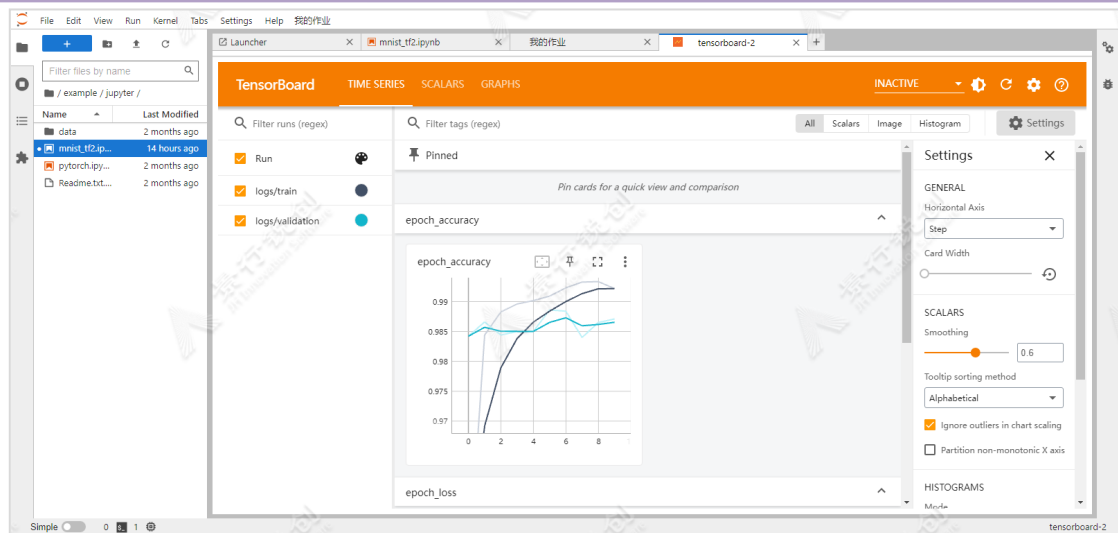 File Edit View Run Kernel Tabs Settings Help 我的作业
Launcher mnist_tf2.ipynb 我的作业 tensorboard-2
Filter files by name
/ example / jupyter /
Name Last Modified
data 2 months ago
mnist_tf2.ip... 14 hours ago
pytorch.ipy... 2 months ago
Readme.txt.... 2 months ago
TensorBoard TIME SERIES SCALARS GRAPHS INACTIVE
Filter runs (regex)
Run
logs/train
logs/validation
Filter tags (regex) All Scalars Image Histogram Settings
Pinned
Pin cards for a quick view and comparison
epoch_accuracy
epoch_accuracy
0.99
0.985
0.98
0.975
0.97
0 2 4 6 8
epoch_loss
Settings
GENERAL
Horizontal Axis
Step
Card Width
SCALARS
Smoothing
0.6
Tooltip sorting method
Alphabetical
Ignore outliers in chart scaling
Partition non-monotonic X axis
HISTOGRAMS
Mode
Simple 0 1 tensorboard-2